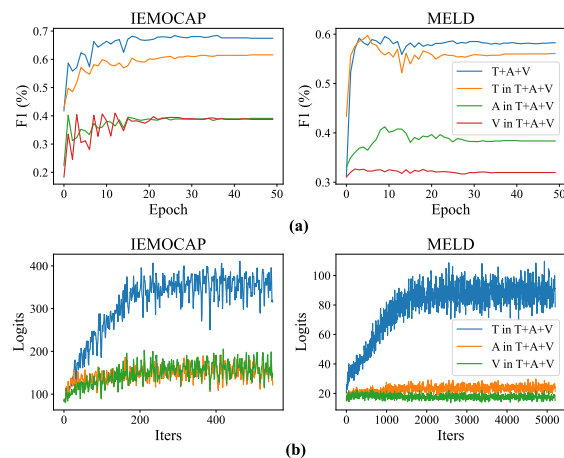 IEMOCAP
F1 (%)
0.7
0.6
0.5
0.4
0.3
0.2
0 10 20 30 40 50
Epoch
MELD
F1 (%)
0.6
0.5
0.4
0.3
T+A+V
T in T+A+V
A in T+A+V
V in T+A+V
0 10 20 30 40 50
Epoch
(a)
IEMOCAP
Logits
400
300
200
100
0 200 400
Iters
MELD
Logits
100
80
60
40
20
T in T+A+V
A in T+A+V
V in T+A+V
0 1000 2000 3000 4000 5000
Iters
(b)